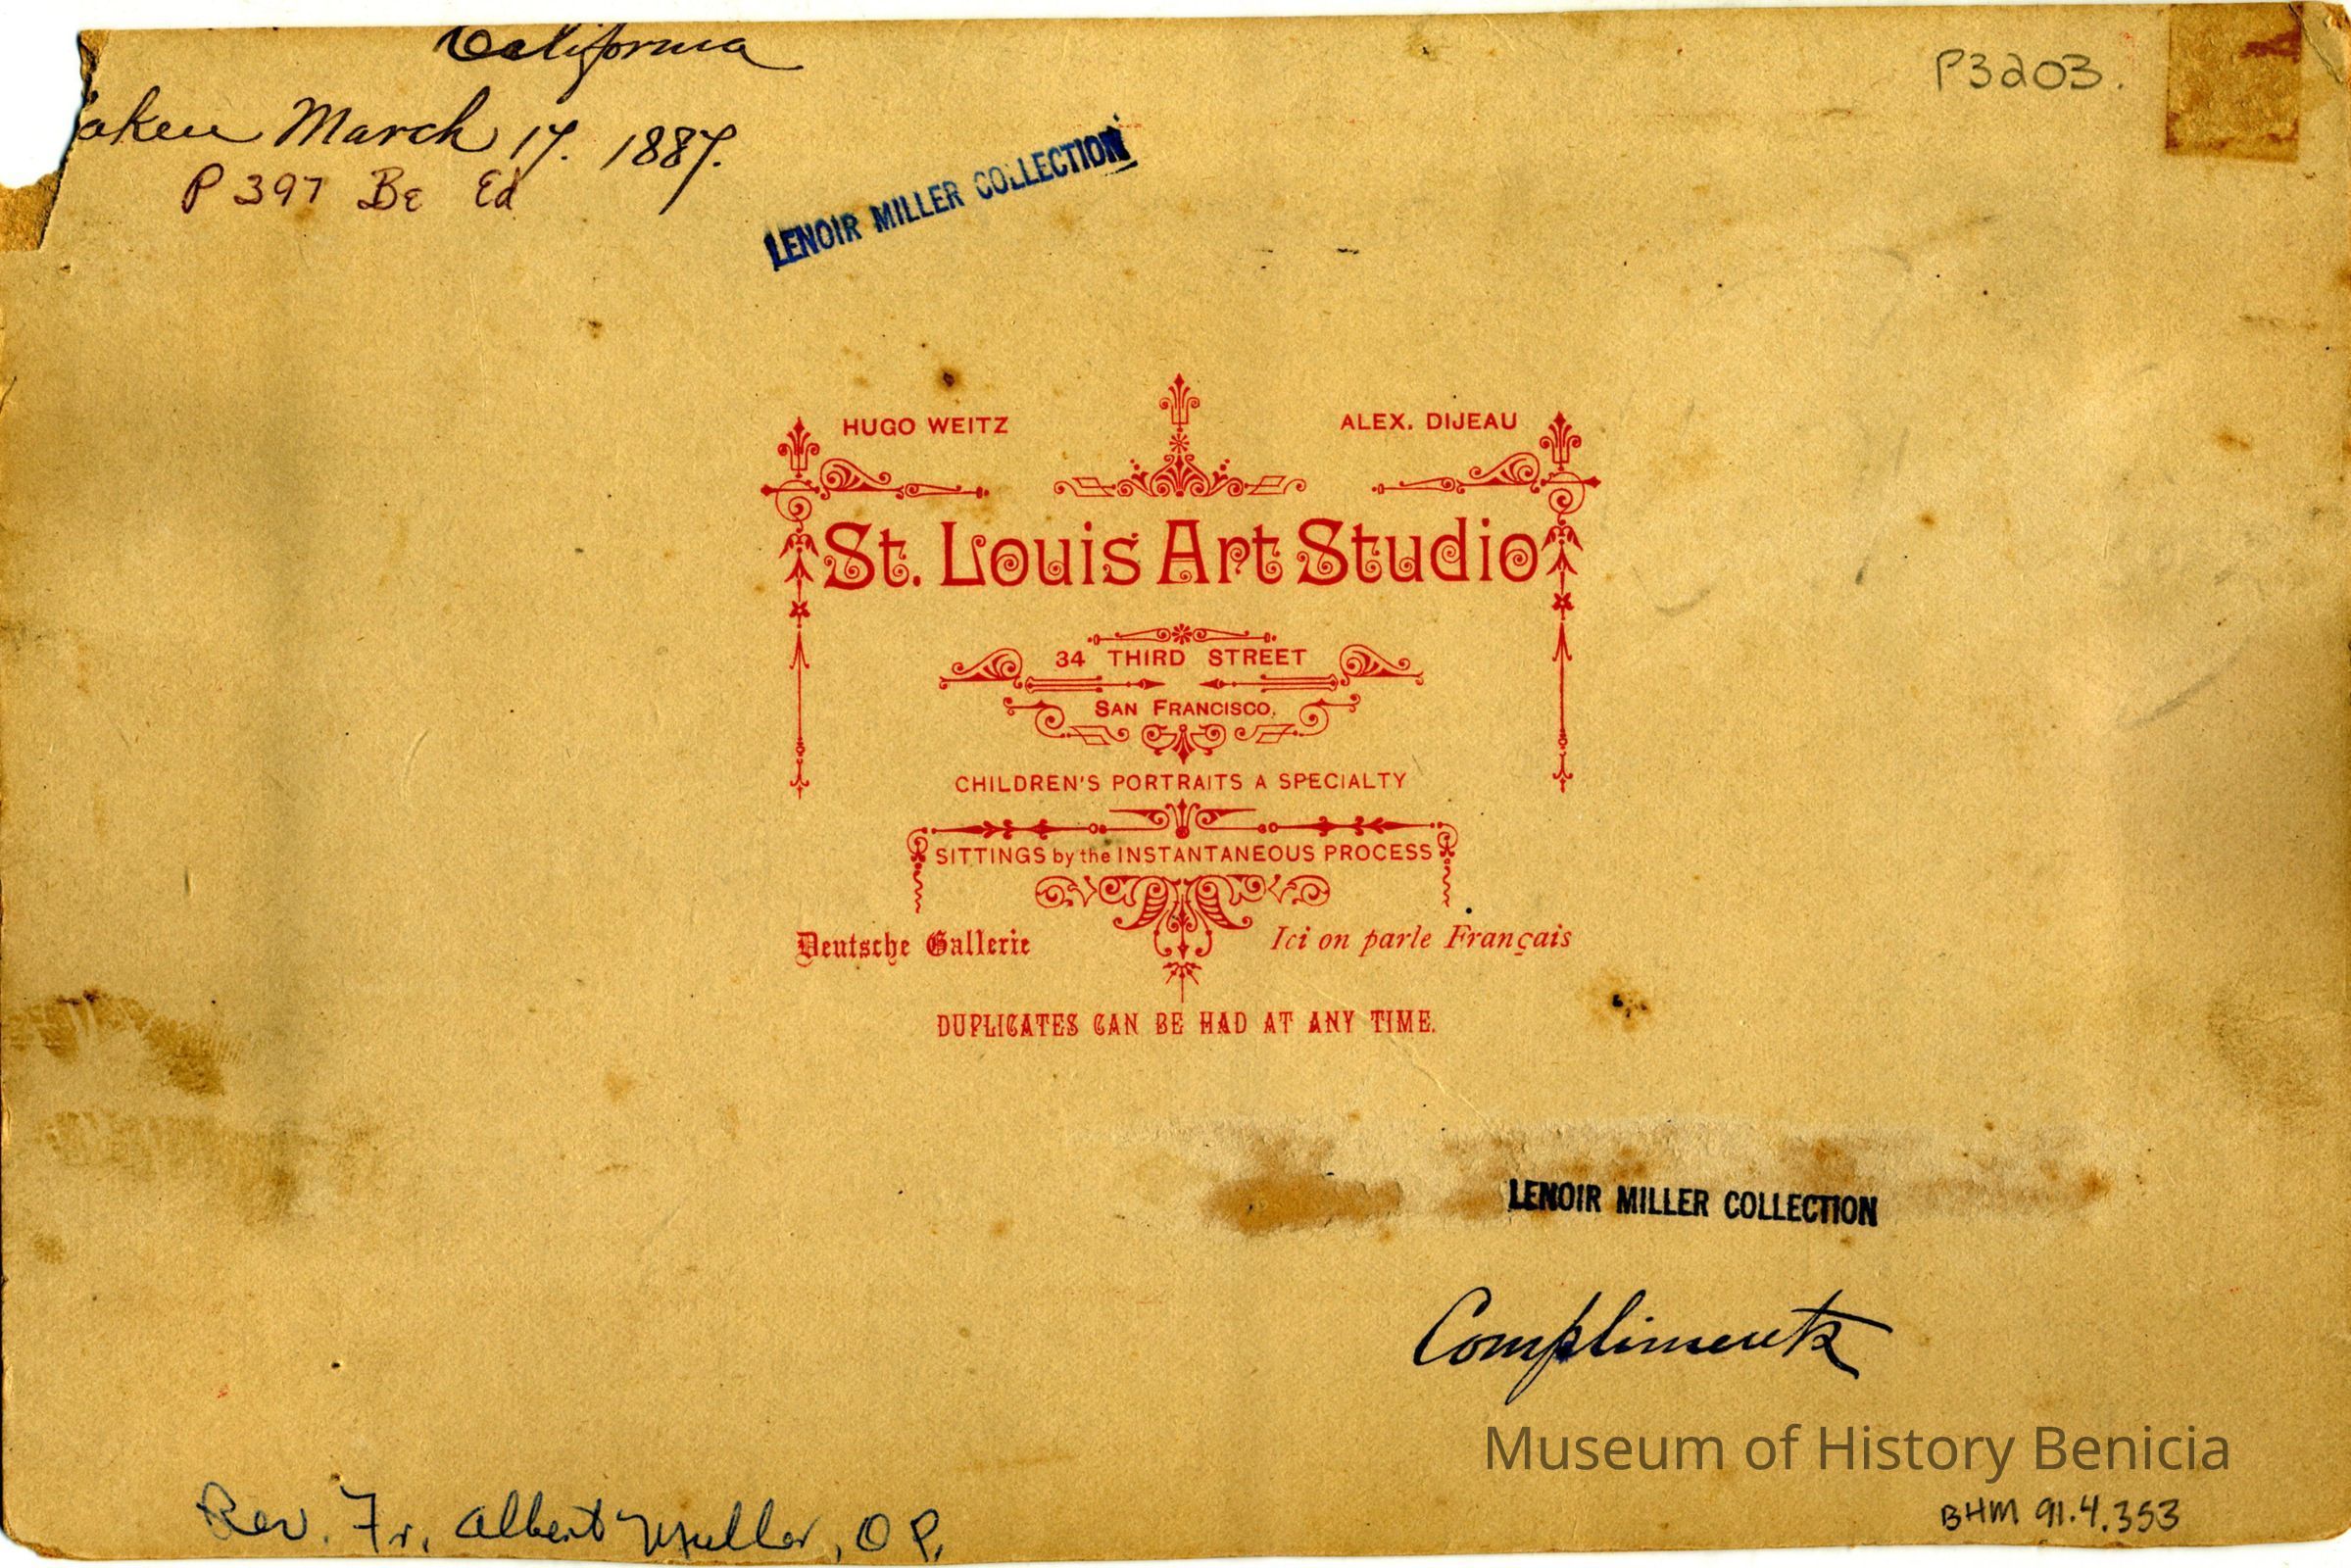 California
aken March 17. 1887.
P3203.
P 397 Be Ed
LENOIR MILLER COLLECTION
HUGO WEITZ
ALEX. DIJEAU
St. Louis Art Studio
34 THIRD STREET
SAN FRANCISCO.
CHILDREN'S PORTRAITS A SPECIALTY
SITTINGS by the INSTANTANEOUS PROCESS
Deutsche Gallerie
Ici on parle Français
DUPLICATES CAN BE HAD AT ANY TIME.
LENOIR MILLER COLLECTION
Compliments
Museum of History Benicia
BHM 91.4.353
Rev. Fr. Albert Muller, O P.